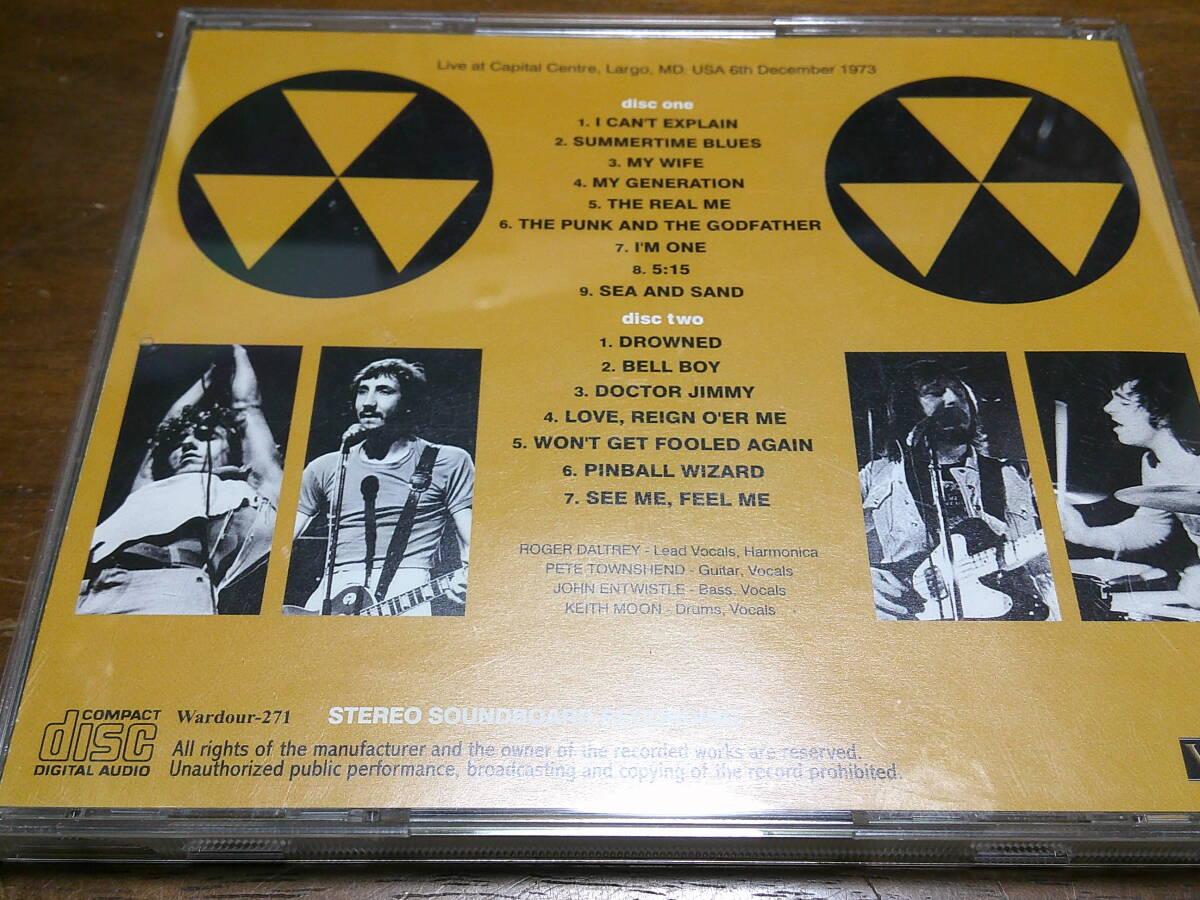 Live at Capital Centre, Largo, MD. USA 6th December 1973
disc one
1. I CAN'T EXPLAIN
2. SUMMERTIME BLUES
3. MY WIFE
4. MY GENERATION
5. THE REAL ME
6. THE PUNK AND THE GODFATHER
7. I'M ONE
8. 5:15
9. SEA AND SAND
disc two
1. DROWNED
2. BELL BOY
3. DOCTOR JIMMY
4. LOVE, REIGN O'ER ME
5. WON'T GET FOOLED AGAIN
6. PINBALL WIZARD
7. SEE ME, FEEL ME
ROGER DALTREY - Lead Vocals, Harmonica
PETE TOWNSHEND - Guitar, Vocals
JOHN ENTWISTLE - Bass, Vocals
KEITH MOON - Drums, Vocals
COMPACT
disc
DIGITAL AUDIO
Wardour-271
STEREO SOUNDBOARD
All rights of the manufacturer and the owner of the recorded works are reserved.
Unauthorized public performance, broadcasting and copying of the record prohibited.